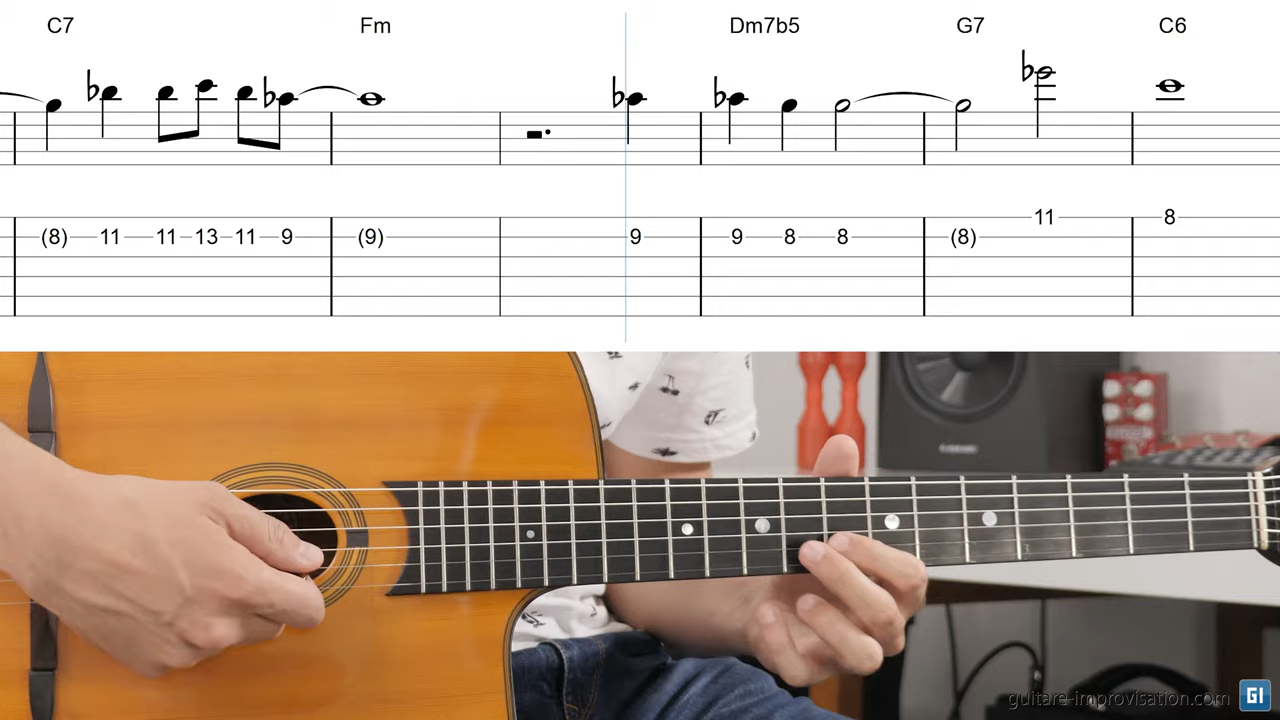 C7 Fm Dm7b5 G7 C6
(8) 11 11 13 11 9 (9) 9 9 8 8 (8) 11 8
guitare-improvisation.com GI